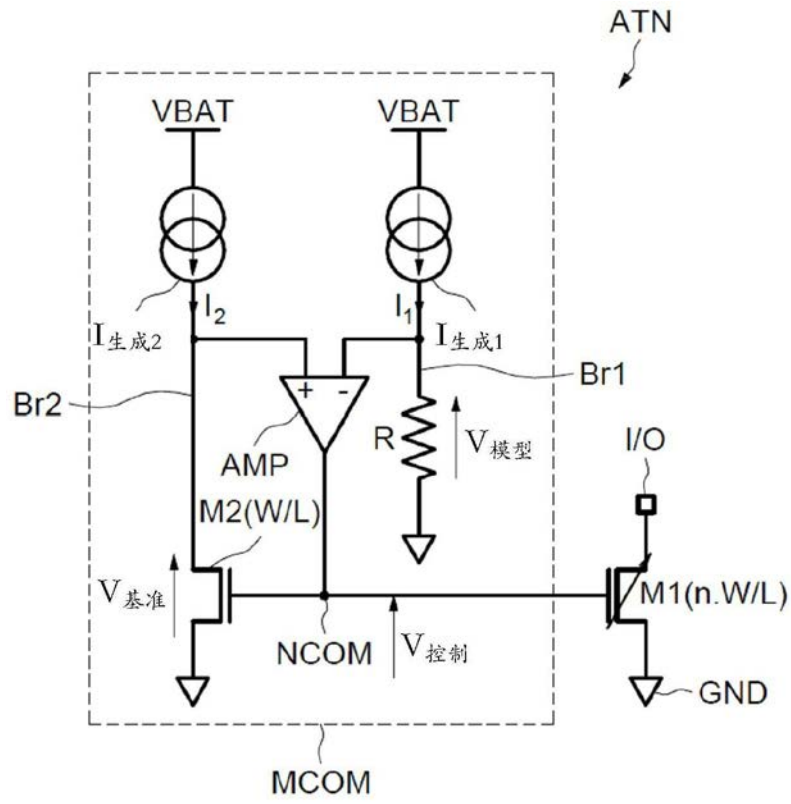 ATN
VBAT
VBAT
I2
I1
I生成2
I生成1
Br2
Br1
+
-
AMP
R
V模型
I/O
M2(W/L)
V基准
M1(n.W/L)
NCOM
V控制
GND
MCOM